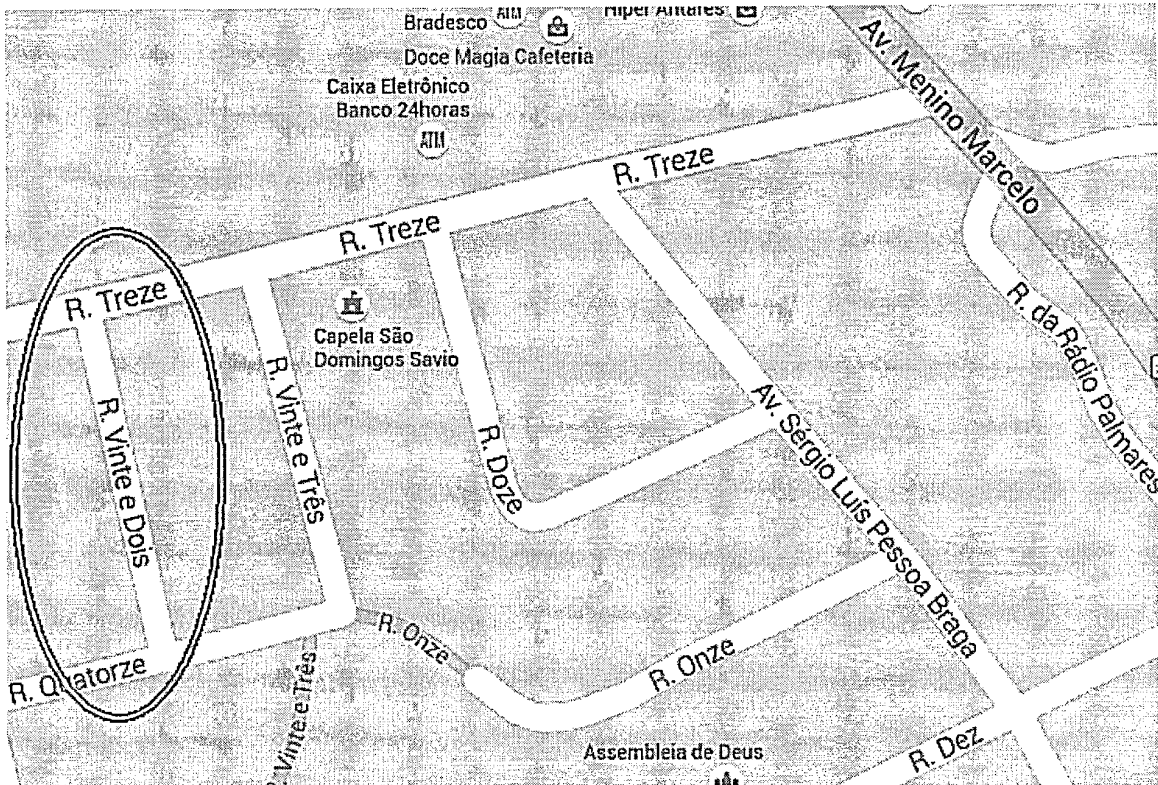 Bradesco
ATM
Hiper Antares
Doce Magia Cafeteria
Caixa Eletrônico
Banco 24horas
ATM
Av. Menino Marcelo
R. Treze
R. Treze
R. Treze
Capela São
Domingos Savio
R. da Rádio Palmares
R. Vinte e Dois
R. Vinte e Três
R. Doze
Av. Sérgio Luís Pessoa Braga
R. Onze
R. Onze
R. Quatorze
Vinte e Três
Assembleia de Deus
R. Dez